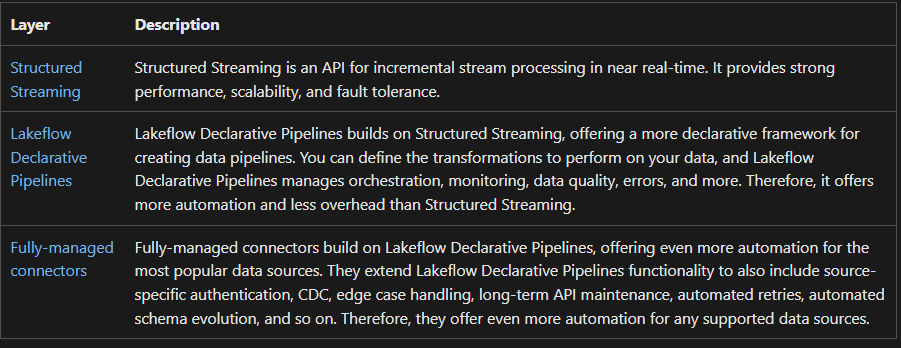 Layer Description
Structured Streaming is an API for incremental stream processing in near real-time. It provides strong
Structured
Streaming
performance, scalability, and fault tolerance.
Lakeflow
Declarative
Pipelines
Lakeflow Declarative Pipelines builds on Structured Streaming, offering a more declarative framework for
creating data pipelines. You can define the transformations to perform on your data, and Lakeflow
Declarative Pipelines manages orchestration, monitoring, data quality, errors, and more. Therefore, it offers
more automation and less overhead than Structured Streaming.
Fully-managed
connectors
Fully-managed connectors build on Lakeflow Declarative Pipelines, offering even more automation for the
most popular data sources. They extend Lakeflow Declarative Pipelines functionality to also include source-
specific authentication, CDC, edge case handling, long-term API maintenance, automated retries, automated
schema evolution, and so on. Therefore, they offer even more automation for any supported data sources.